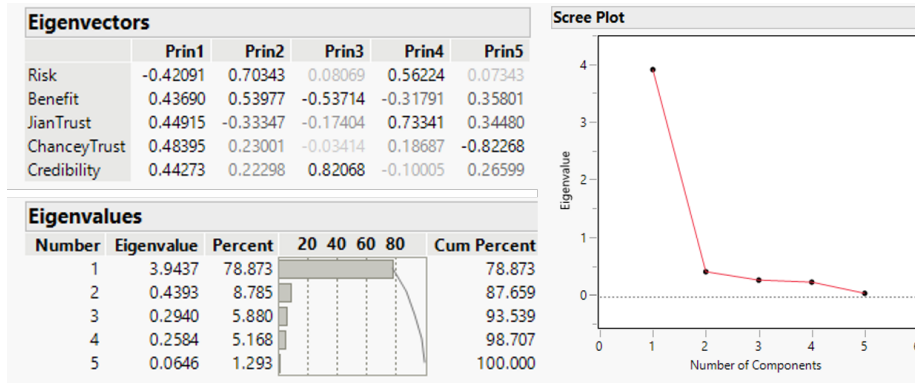 Eigenvectors
Prin1 Prin2 Prin3 Prin4 Prin5
Risk -0.42091 0.70343 0.08069 0.56224 0.07343
Benefit 0.43690 0.53977 -0.53714 -0.31791 0.35801
JianTrust 0.44915 -0.33347 -0.17404 0.73341 0.34480
ChanceyTrust 0.48395 0.23001 -0.03414 0.18687 -0.82268
Credibility 0.44273 0.22298 0.82068 -0.10005 0.26599
Eigenvalues
Number Eigenvalue Percent 20 40 60 80 Cum Percent
1 3.9437 78.873 78.873
2 0.4393 8.785 87.659
3 0.2940 5.880 93.539
4 0.2584 5.168 98.707
5 0.0646 1.293 100.000
Scree Plot
4
3
2
1
0
Eigenvalue
0 1 2 3 4 5
Number of Components